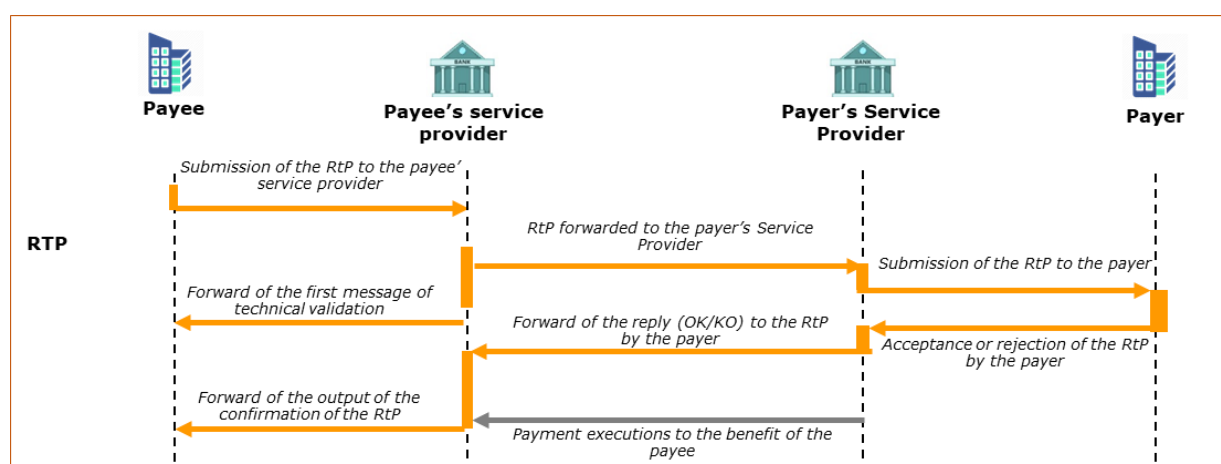 BANK
BANK
Payee
Payee's service
provider
Payer's Service
Provider
Payer
Submission of the RtP to the payee'
service provider
RTP
RtP forwarded to the payer's Service
Provider
Submission of the RtP to the payer
Forward of the first message of
technical validation
Forward of the reply (OK/KO) to the RtP
by the payer
Acceptance or rejection of the RtP
by the payer
Forward of the output of the
confirmation of the RtP
Payment executions to the benefit of the
payee